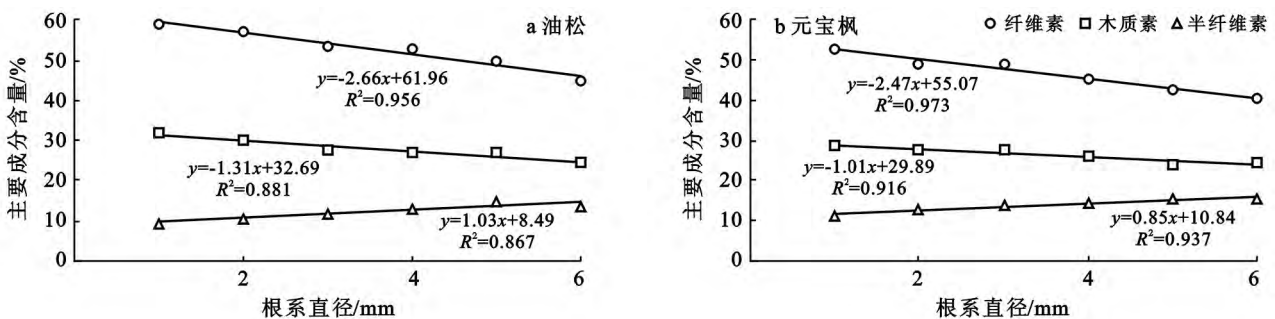 60
50
40
30
20
10
0
主要成分含量/%
a 油松
y=-2.66x+61.96
R²=0.956
y=-1.31x+32.69
R²=0.881
y=1.03x+8.49
R²=0.867
2
4
6
根系直径/mm
60
50
40
30
20
10
0
主要成分含量/%
b 元宝枫
纤维素
木质素
半纤维素
y=-2.47x+55.07
R²=0.973
y=-1.01x+29.89
R²=0.916
y=0.85x+10.84
R²=0.937
2
4
6
根系直径/mm